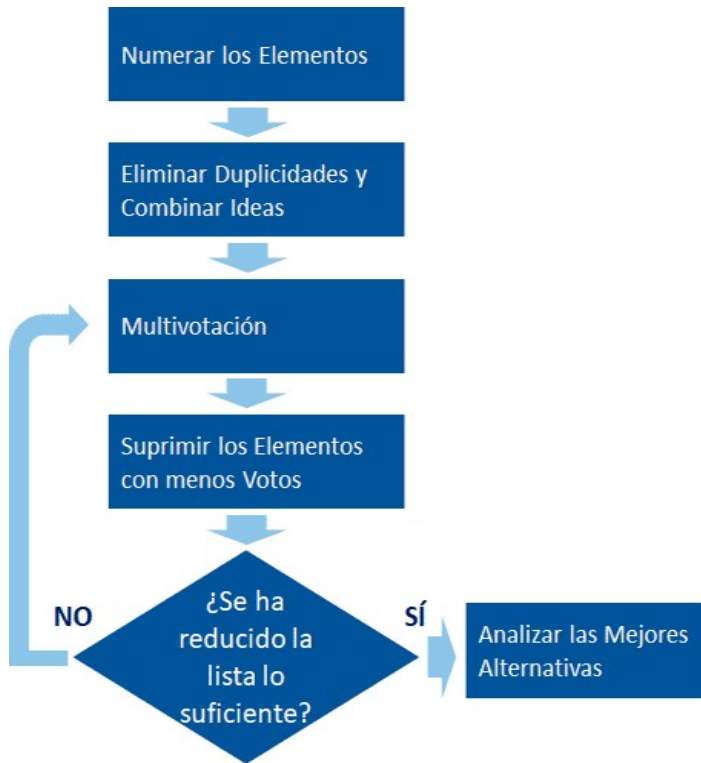 Numerar los Elementos
Eliminar Duplicidades y
Combinar Ideas
Multivotación
Suprimir los Elementos
con menos Votos
¿Se ha
reducido la
lista lo
suficiente?
NO
SÍ
Analizar las Mejores
Alternativas